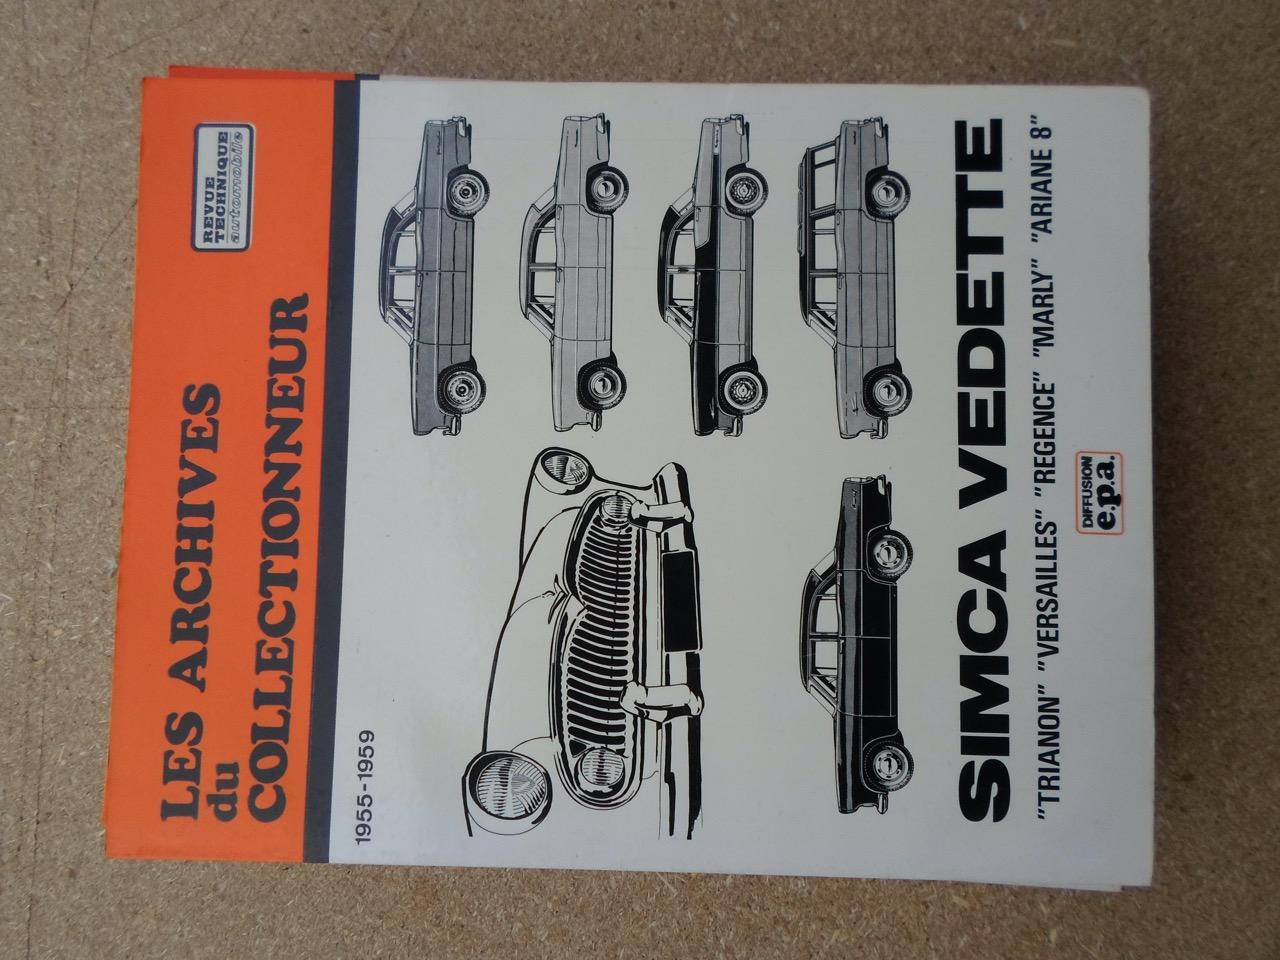 LES ARCHIVES
du
COLLECTIONNEUR
REVUE
TECHNIQUE
automobile
1955-1959
SIMCA VEDETTE
"TRIANON" "VERSAILLES" "REGENCE" "MARLY" "ARIANE 8"
DIFFUSION
e.p.a.